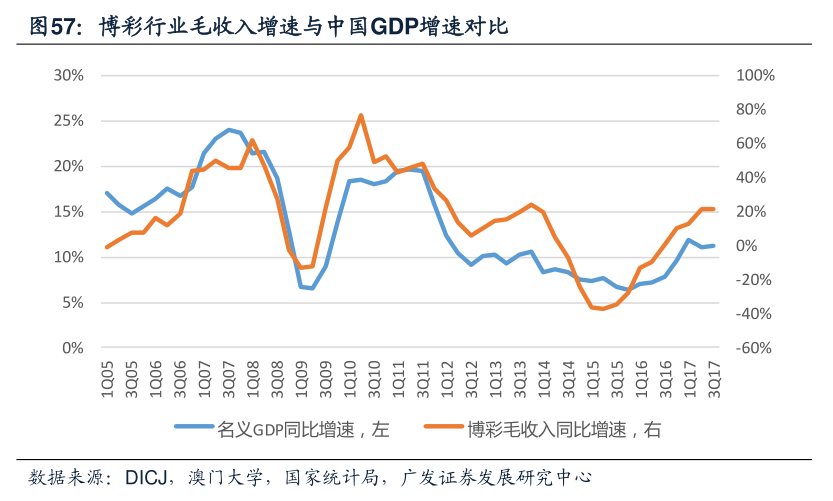 图57：博彩行业毛收入增速与中国GDP增速对比
30% 100%
25% 80%
20% 60%
15% 40%
10% 20%
5% 0%
0% -20%
-40%
-60%
1Q05 3Q05 1Q06 3Q06 1Q07 3Q07 1Q08 3Q08 1Q09 3Q09 1Q10 3Q10 1Q11 3Q11 1Q12 3Q12 1Q13 3Q13 1Q14 3Q14 1Q15 3Q15 1Q16 3Q16 1Q17 3Q17
名义GDP同比增速，左 博彩毛收入同比增速，右
数据来源：DICJ，澳门大学，国家统计局，广发证券发展研究中心